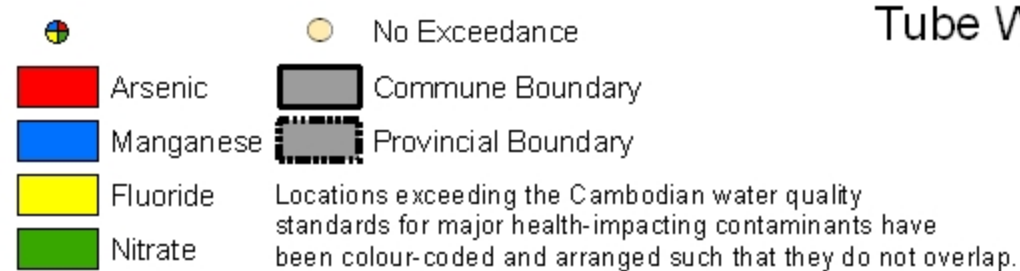 No Exceedance
Tube
Arsenic
Commune Boundary
Manganese
Provincial Boundary
Fluoride
Locations exceeding the Cambodian water quality
standards for major health-impacting contaminants have
Nitrate
been colour-coded and arranged such that they do not overlap.